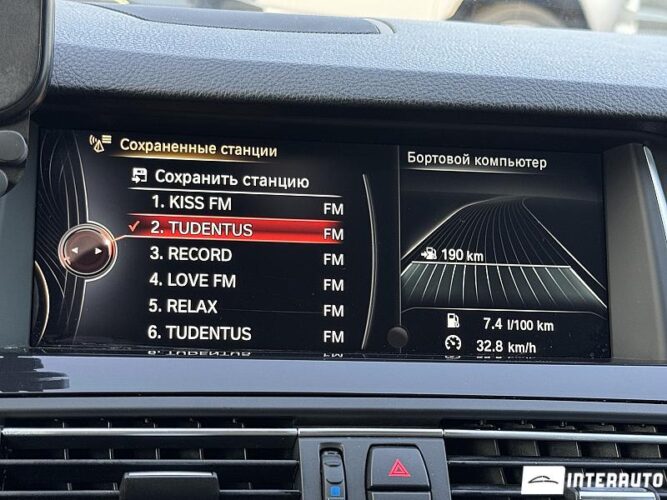 Сохраненные станции
Сохранить станцию
1. KISS FM FM
✓ 2. TUDENTUS FM
3. RECORD FM
4. LOVE FM FM
5. RELAX FM
6. TUDENTUS FM
Бортовой компьютер
190 km
7.4 l/100 km
32.8 km/h
INTERAUTO